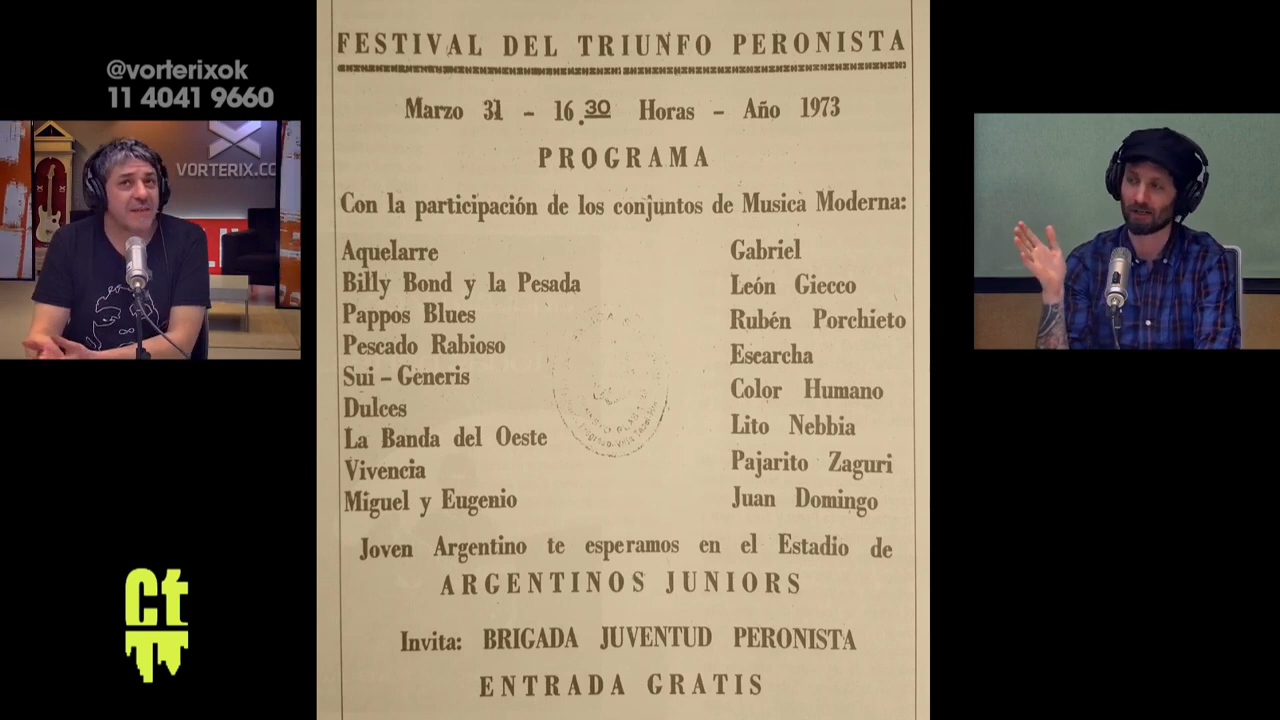 @vorterixok
11 4041 9660
VORTERIX.CO
FESTIVAL DEL TRIUNFO PERONISTA
Marzo 31 - 16.30 Horas - Año 1973
PROGRAMA
Con la participación de los conjuntos de Musica Moderna:
Aquelarre
Billy Bond y la Pesada
Pappos Blues
Pescado Rabioso
Sui - Generis
Dulces
La Banda del Oeste
Vivencia
Miguel y Eugenio
Gabriel
León Giecco
Rubén Porchieto
Escarcha
Color Humano
Lito Nebbia
Pajarito Zaguri
Juan Domingo
Joven Argentino te esperamos en el Estadio de
ARGENTINOS JUNIORS
Invita: BRIGADA JUVENTUD PERONISTA
ENTRADA GRATIS
Ct
TV